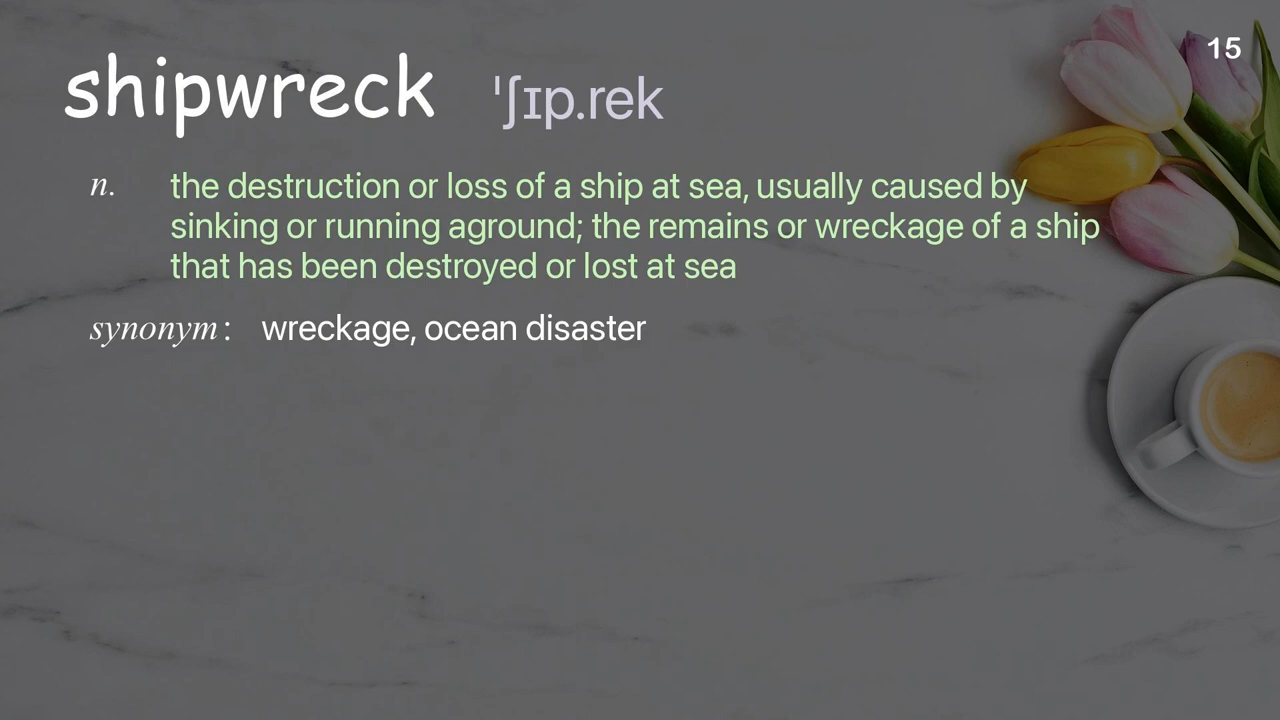 15
shipwreck ˈʃɪp.rek
n. the destruction or loss of a ship at sea, usually caused by
sinking or running aground; the remains or wreckage of a ship
that has been destroyed or lost at sea
synonym: wreckage, ocean disaster